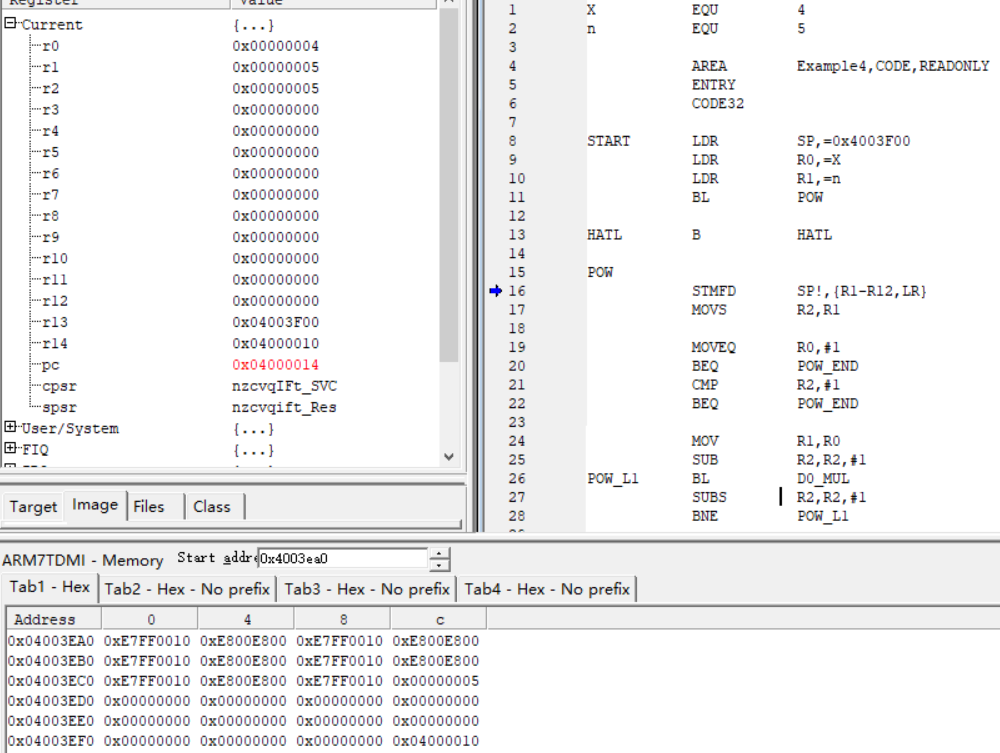 Register Value
Current {...}
r0 0x00000004
r1 0x00000005
r2 0x00000005
r3 0x00000000
r4 0x00000000
r5 0x00000000
r6 0x00000000
r7 0x00000000
r8 0x00000000
r9 0x00000000
r10 0x00000000
r11 0x00000000
r12 0x00000000
r13 0x04003F00
r14 0x04000010
pc 0x04000014
cpsr nzcvqIFt_SVC
spsr nzcvqift_Res
User/System {...}
FIQ {...}
Target Image Files Class
1 X EQU 4
2 n EQU 5
3
4 AREA Example4,CODE,READONLY
5 ENTRY
6 CODE32
7
8 START LDR SP,=0x4003F00
9 LDR R0,=X
10 LDR R1,=n
11 BL POW
12
13 HATL B HATL
14
15 POW
16 STMFD SP!,{R1-R12,LR}
17 MOVS R2,R1
18
19 MOVEQ R0,#1
20 BEQ POW_END
21 CMP R2,#1
22 BEQ POW_END
23
24 MOV R1,R0
25 SUB R2,R2,#1
26 POW_L1 BL DO_MUL
27 SUBS R2,R2,#1
28 BNE POW_L1
ARM7TDMI - Memory Start addre 0x4003ea0
Tab1 - Hex Tab2 - Hex - No prefix Tab3 - Hex - No prefix Tab4 - Hex - No prefix
Address 0 4 8 c
0x04003EA0 0xE7FF0010 0xE800E800 0xE7FF0010 0xE800E800
0x04003EB0 0xE7FF0010 0xE800E800 0xE7FF0010 0xE800E800
0x04003EC0 0xE7FF0010 0xE800E800 0xE7FF0010 0x00000005
0x04003ED0 0x00000000 0x00000000 0x00000000 0x00000000
0x04003EE0 0x00000000 0x00000000 0x00000000 0x00000000
0x04003EF0 0x00000000 0x00000000 0x00000000 0x04000010